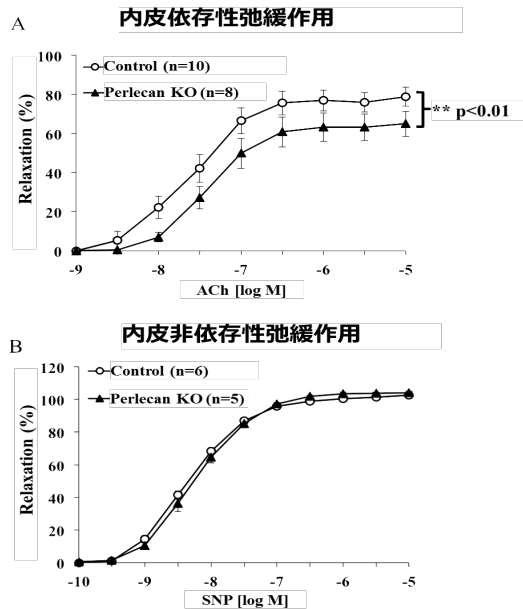 内皮依存性弛緩作用
A
Control (n=10)
Perlecan KO (n=8)
** p<0.01
Relaxation (%)
100
80
60
40
20
0
-9
-8
-7
-6
-5
ACh [log M]
内皮非依存性弛緩作用
B
Control (n=6)
Perlecan KO (n=5)
Relaxation (%)
120
100
80
60
40
20
0
-10
-9
-8
-7
-6
-5
SNP [log M]